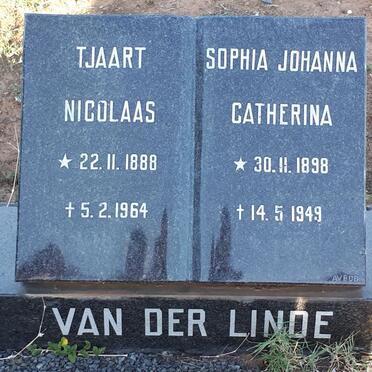 TJAART
NICOLAAS
★ 22.11.1888
† 5.2.1964
SOPHIA JOHANNA
CATHERINA
★ 30.11.1898
† 14.5.1949
VAN DER LINDE